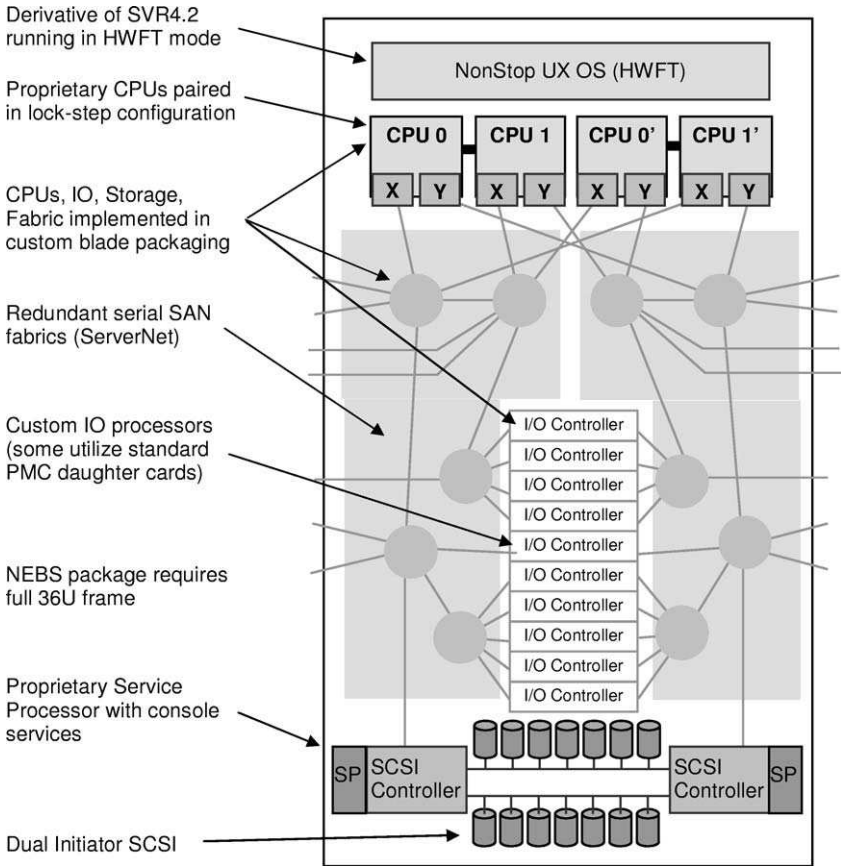 Derivative of SVR4.2
running in HWFT mode
NonStop UX OS (HWFT)
Proprietary CPUs paired
in lock-step configuration
CPU 0
CPU 1
CPU 0'
CPU 1'
X
Y
X
Y
X
Y
X
Y
CPUs, IO, Storage,
Fabric implemented in
custom blade packaging
Redundant serial SAN
fabrics (ServerNet)
Custom IO processors
(some utilize standard
PMC daughter cards)
I/O Controller
I/O Controller
I/O Controller
I/O Controller
I/O Controller
I/O Controller
I/O Controller
I/O Controller
I/O Controller
I/O Controller
NEBS package requires
full 36U frame
Proprietary Service
Processor with console
services
SP
SCSI
Controller
SCSI
Controller
SP
Dual Initiator SCSI